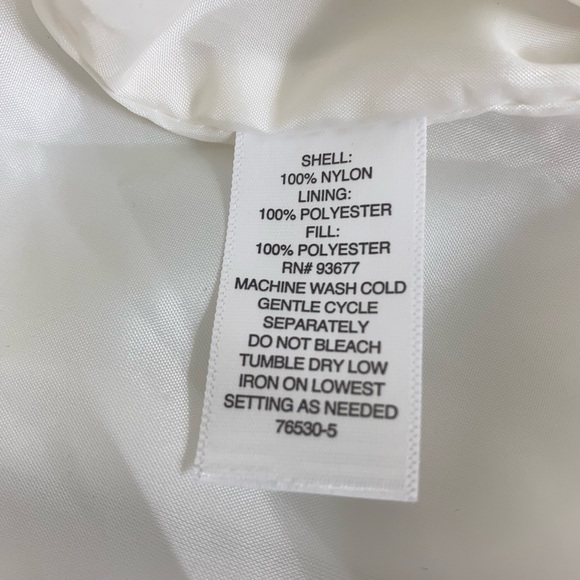 SHELL:
100% NYLON
LINING:
100% POLYESTER
FILL:
100% POLYESTER
RN# 93677
MACHINE WASH COLD
GENTLE CYCLE
SEPARATELY
DO NOT BLEACH
TUMBLE DRY LOW
IRON ON LOWEST
SETTING AS NEEDED
76530-5